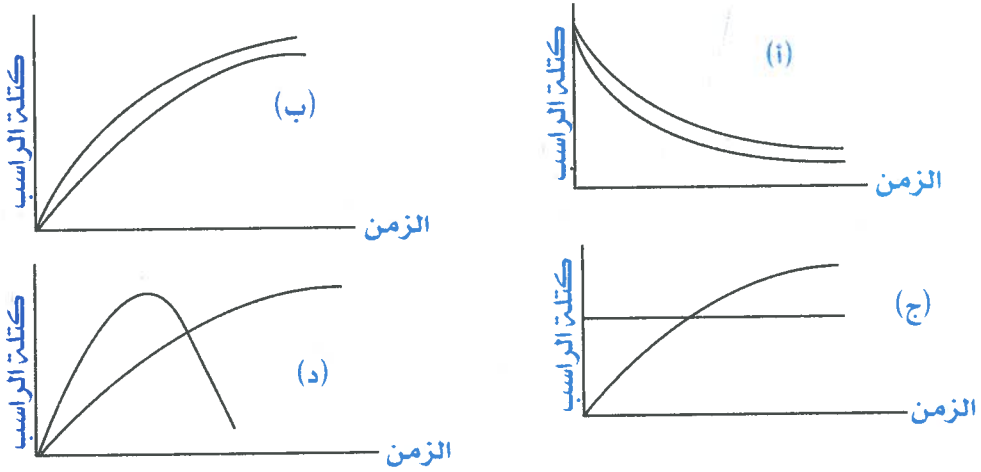 (أ)
كتلة الراسب
الزمن
(ب)
كتلة الراسب
الزمن
(ج)
كتلة الراسب
الزمن
(د)
كتلة الراسب
الزمن